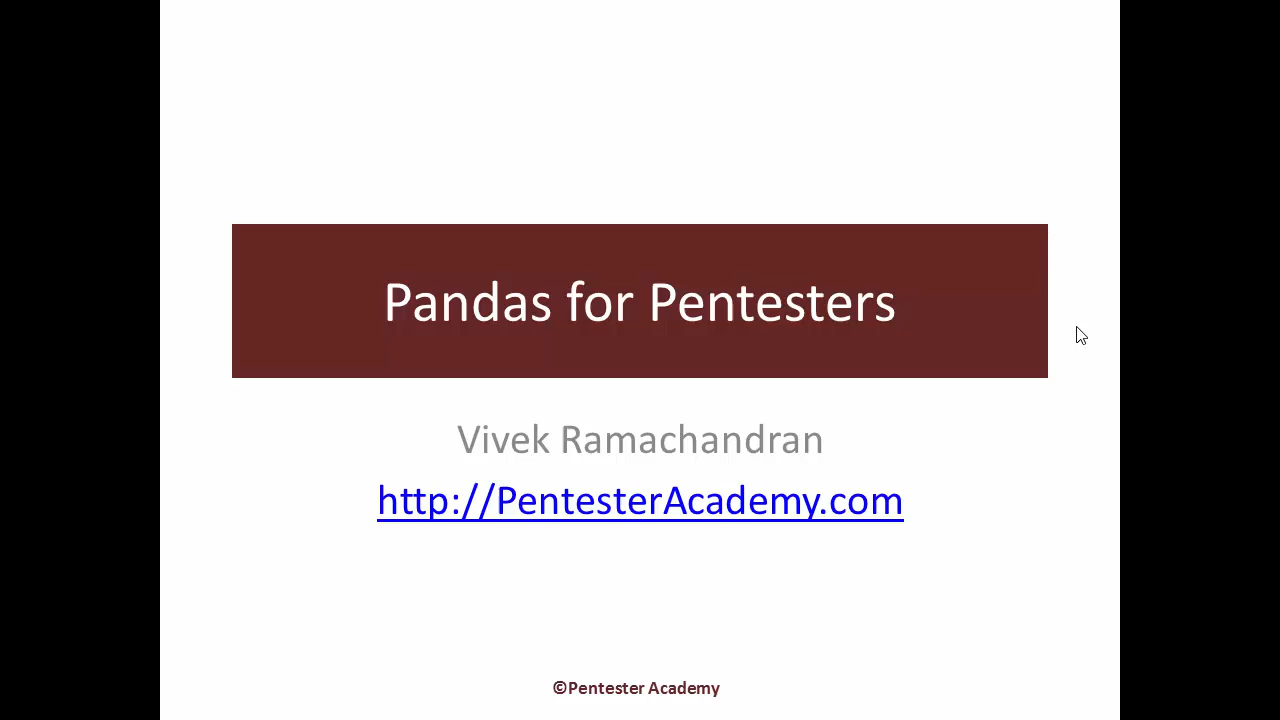 Pandas for Pentesters
Vivek Ramachandran
http://PentesterAcademy.com
©Pentester Academy